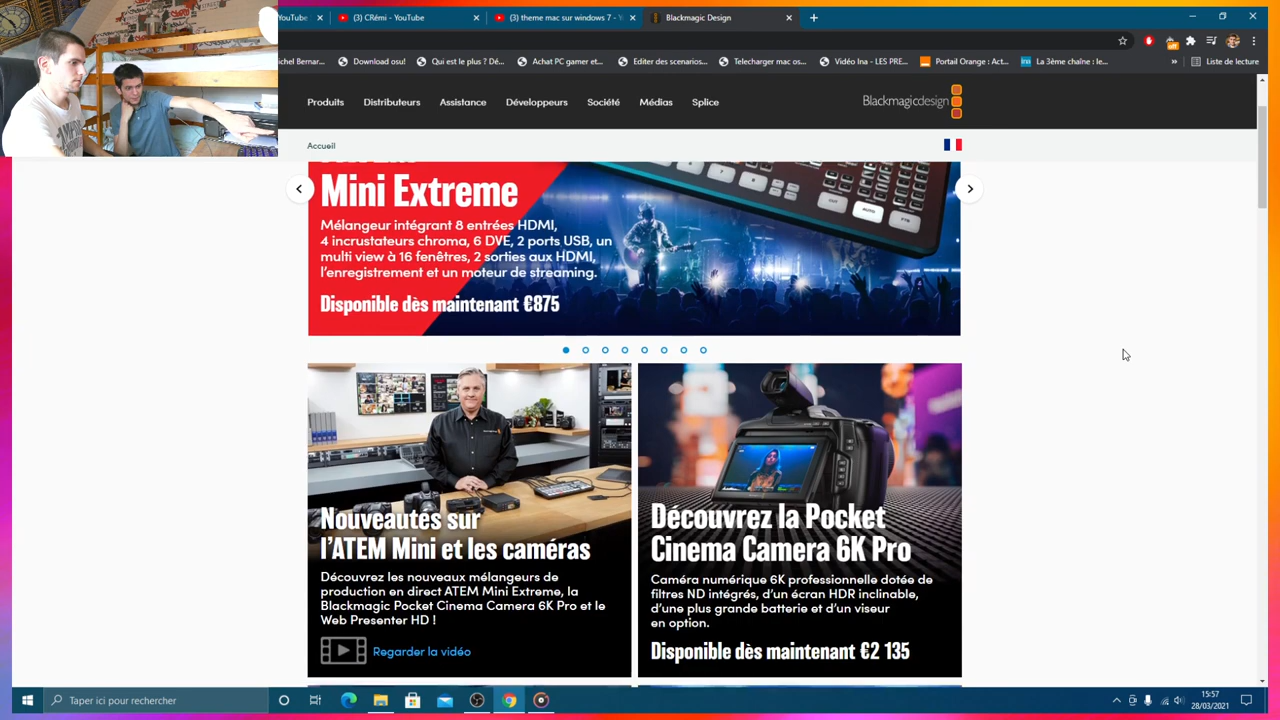 YouTube
(3) CRémi - YouTube
(3) theme mac sur windows 7 - Y
Blackmagic Design
ichel Bernar...
Download osu!
Qui est le plus ? Dé...
Achat PC gamer et...
Editer des scenarios...
Telecharger mac os...
Vidéo Ina - LES PRE...
Portail Orange : Act...
La 3ème chaîne : le...
»
Liste de lecture
Produits
Distributeurs
Assistance
Développeurs
Société
Médias
Splice
Blackmagicdesign
Accueil
Mini Extreme
Mélangeur intégrant 8 entrées HDMI,
4 incrustateurs chroma, 6 DVE, 2 ports USB, un
multi view à 16 fenêtres, 2 sorties aux HDMI,
l’enregistrement et un moteur de streaming.
Disponible dès maintenant €875
Nouveautés sur
l’ATEM Mini et les caméras
Découvrez les nouveaux mélangeurs de
production en direct ATEM Mini Extreme, la
Blackmagic Pocket Cinema Camera 6K Pro et le
Web Presenter HD !
Regarder la vidéo
Découvrez la Pocket
Cinema Camera 6K Pro
Caméra numérique 6K professionnelle dotée de
filtres ND intégrés, d’un écran HDR inclinable,
d’une plus grande batterie et d’un viseur
en option.
Disponible dès maintenant €2 135
Taper ici pour rechercher
15:57
28/03/2021